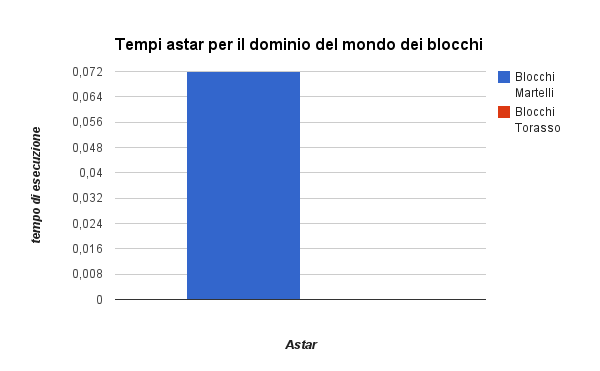 Tempi astar per il dominio del mondo dei blocchi
0,072
0,064
0,056
0,048
0,04
0,032
0,024
0,016
0,008
0
tempo di esecuzione
Astar
Blocchi
Martelli
Blocchi
Torasso